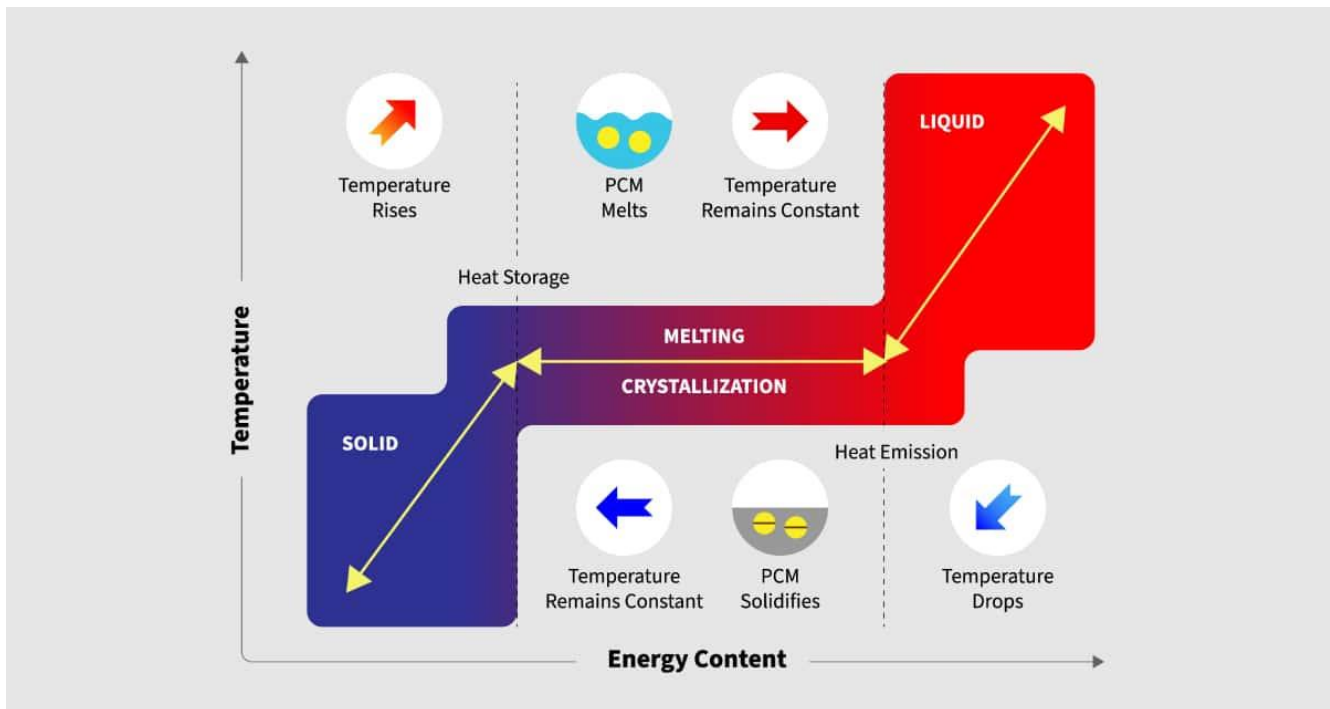 LIQUID
Temperature
Rises
PCM
Melts
Temperature
Remains Constant
Heat Storage
MELTING
CRYSTALLIZATION
Temperature
SOLID
Heat Emission
Temperature
Remains Constant
PCM
Solidifies
Temperature
Drops
Energy Content